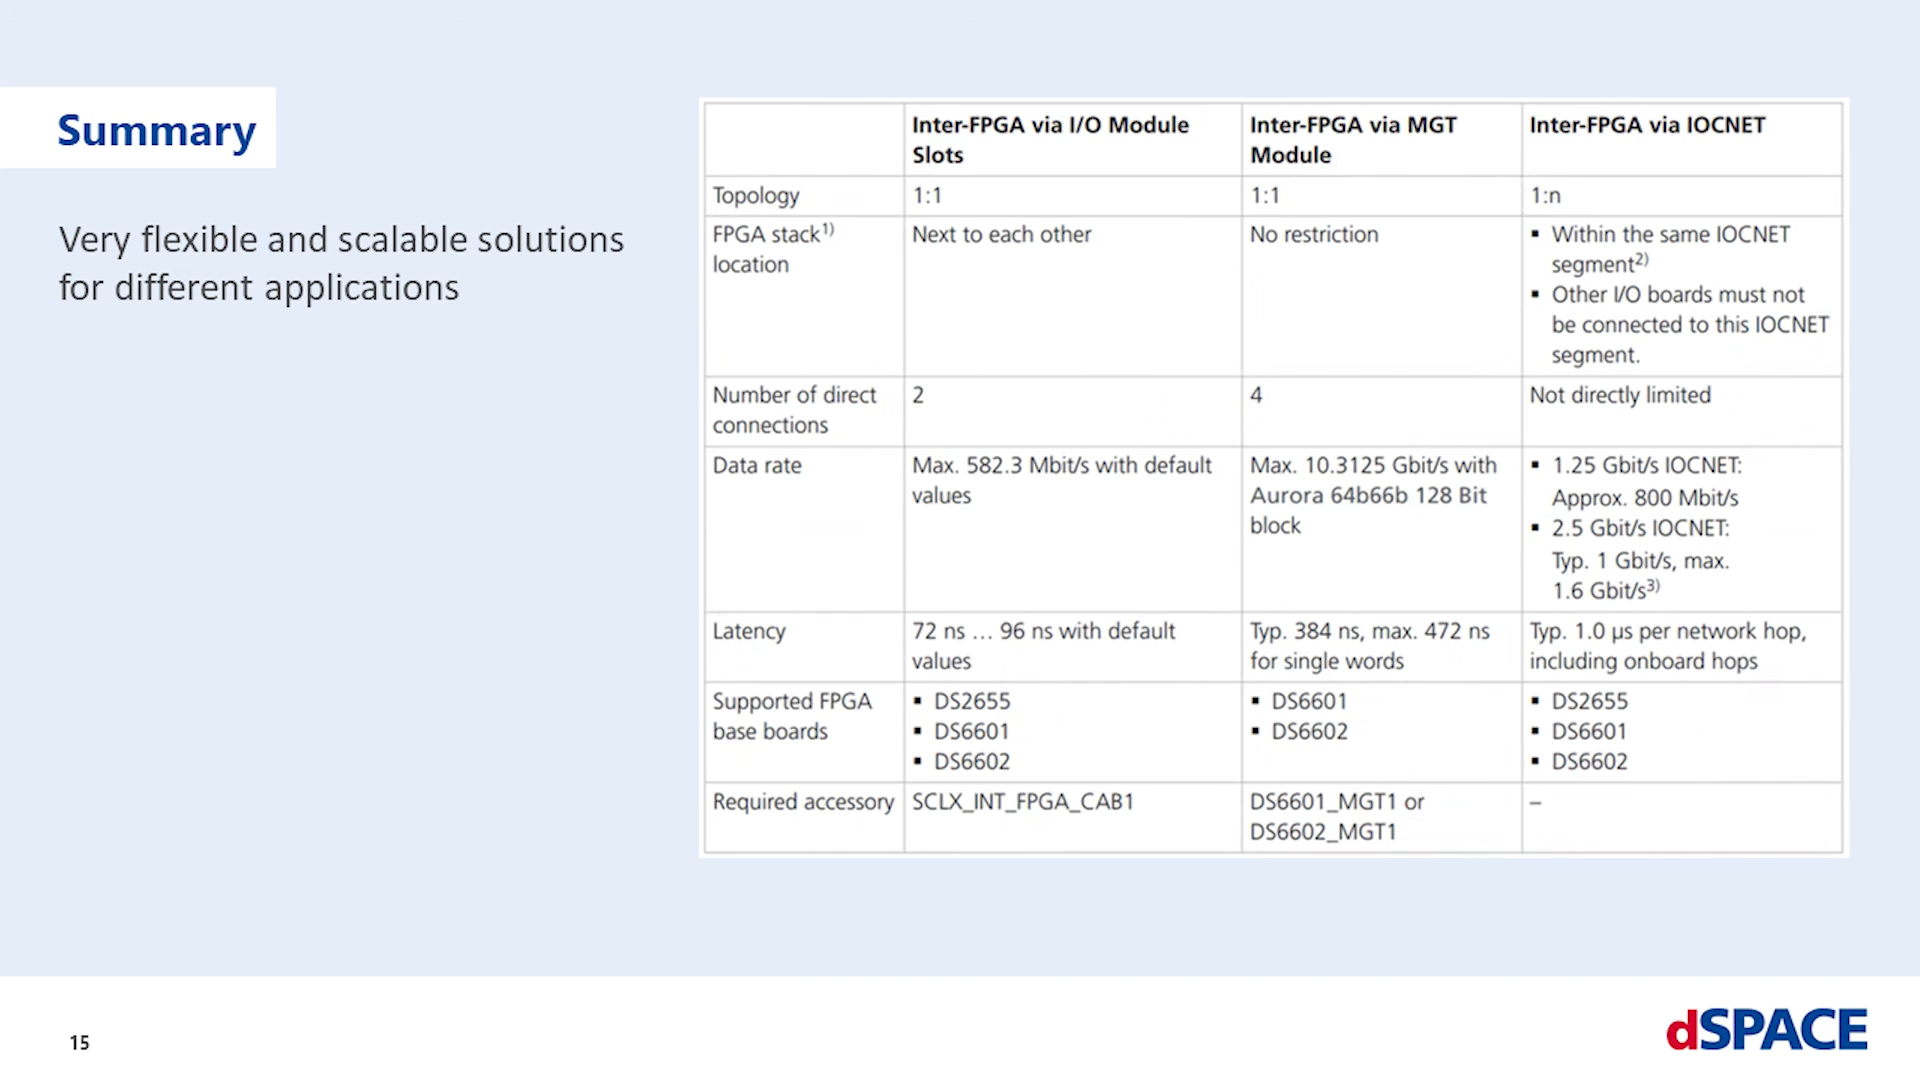 Summary
Very flexible and scalable solutions
for different applications
Inter-FPGA via I/O Module
Slots
Inter-FPGA via MGT
Module
Inter-FPGA via IOCNET
Topology
1:1
1:1
1:n
FPGA stack1)
location
Next to each other
No restriction
▪ Within the same IOCNET
segment2)
▪ Other I/O boards must not
be connected to this IOCNET
segment.
Number of direct
connections
2
4
Not directly limited
Data rate
Max. 582.3 Mbit/s with default
values
Max. 10.3125 Gbit/s with
Aurora 64b66b 128 Bit
block
▪ 1.25 Gbit/s IOCNET:
Approx. 800 Mbit/s
▪ 2.5 Gbit/s IOCNET:
Typ. 1 Gbit/s, max.
1.6 Gbit/s3)
Latency
72 ns … 96 ns with default
values
Typ. 384 ns, max. 472 ns
for single words
Typ. 1.0 µs per network hop,
including onboard hops
Supported FPGA
base boards
▪ DS2655
▪ DS6601
▪ DS6602
▪ DS6601
▪ DS6602
▪ DS2655
▪ DS6601
▪ DS6602
Required accessory
SCLX_INT_FPGA_CAB1
DS6601_MGT1 or
DS6602_MGT1
–
15
dSPACE